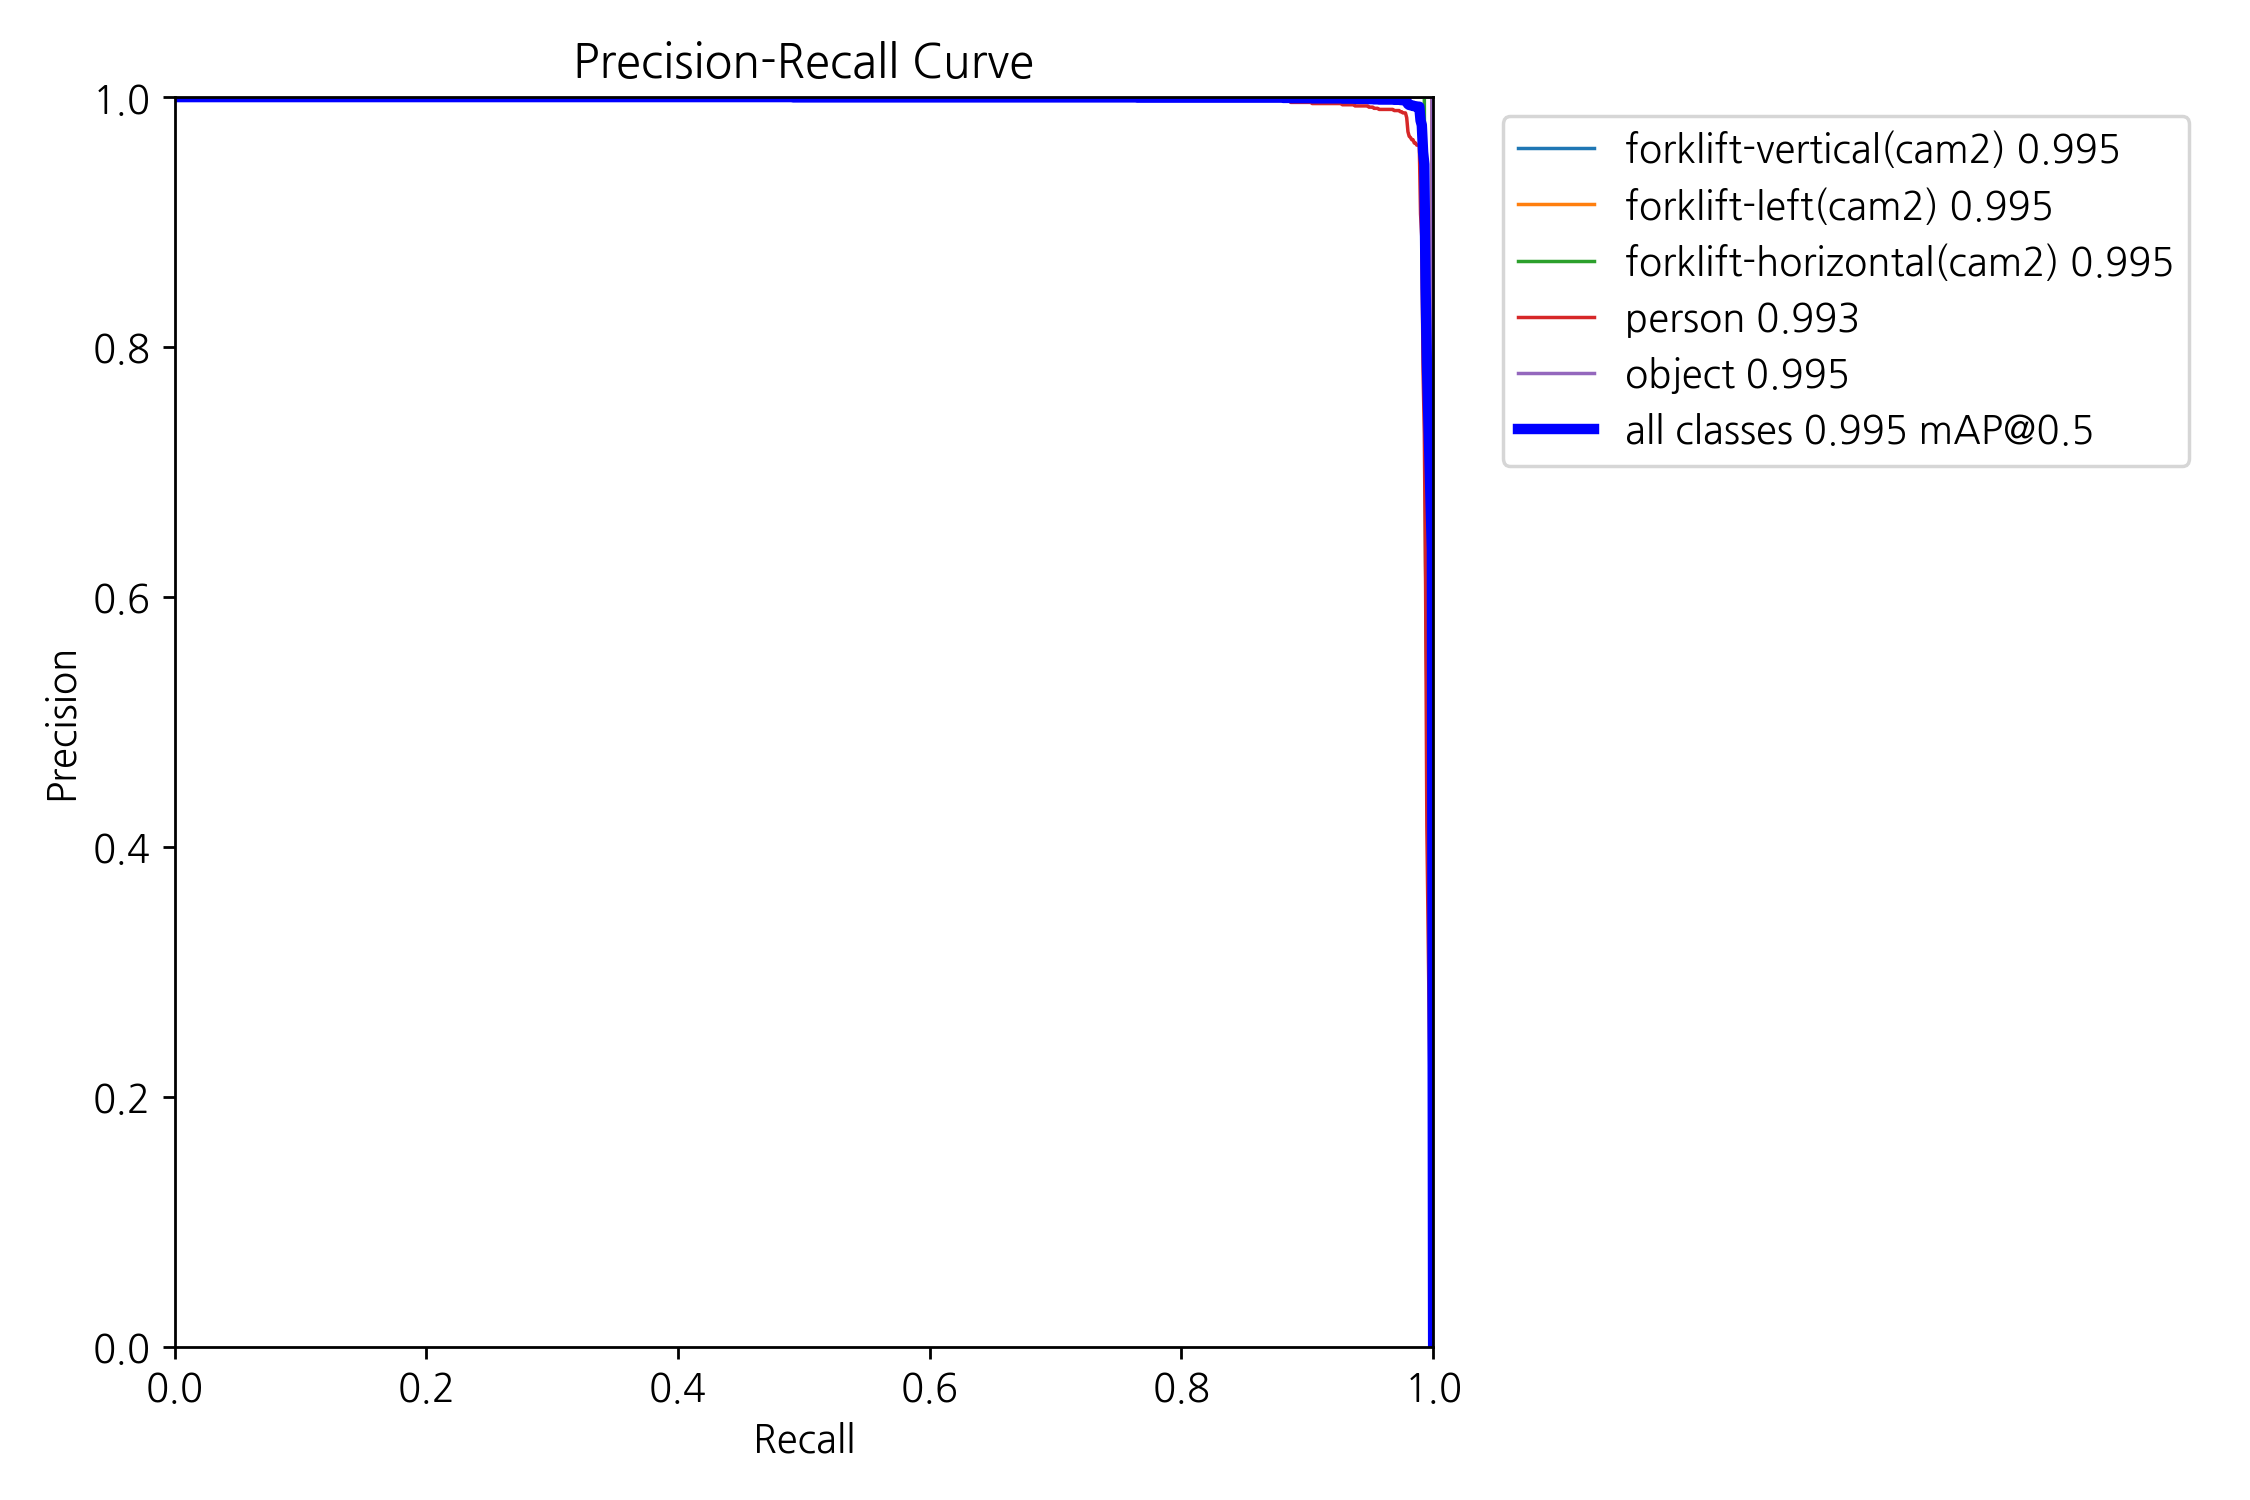 Precision-Recall Curve
1.0
0.8
0.6
0.4
0.2
0.0
Precision
0.0 0.2 0.4 0.6 0.8 1.0
Recall
forklift-vertical(cam2) 0.995
forklift-left(cam2) 0.995
forklift-horizontal(cam2) 0.995
person 0.993
object 0.995
all classes 0.995 mAP@0.5